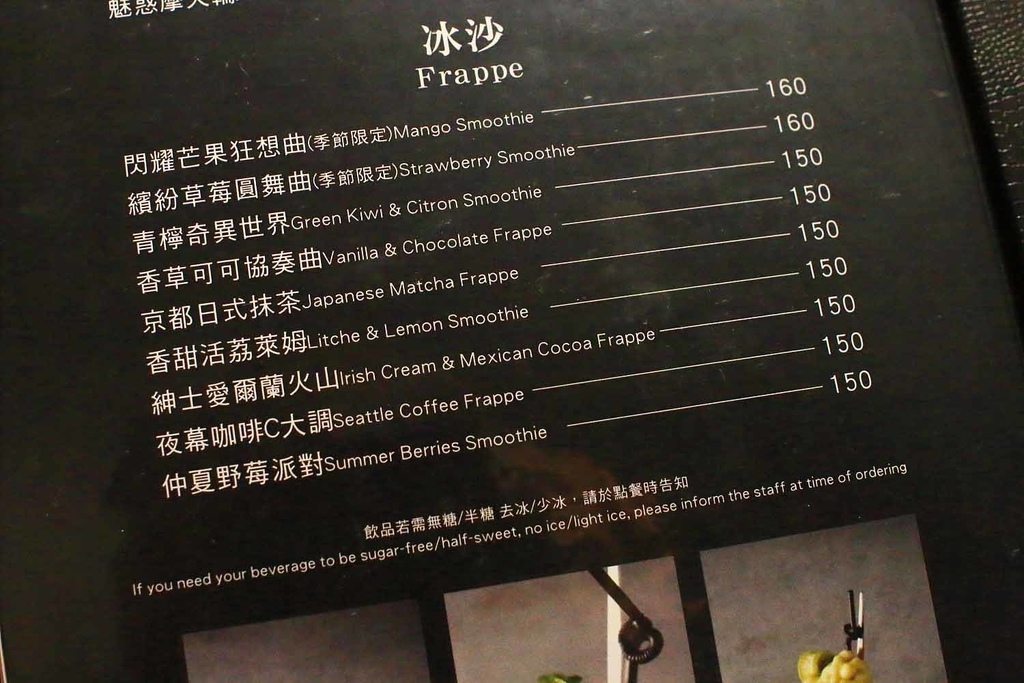 魅惑摩天輪
冰沙
Frappe
閃耀芒果狂想曲(季節限定)Mango Smoothie 160
繽紛草莓圓舞曲(季節限定)Strawberry Smoothie 160
青檸奇異世界Green Kiwi & Citron Smoothie 150
香草可可協奏曲Vanilla & Chocolate Frappe 150
京都日式抹茶Japanese Matcha Frappe 150
香甜活荔萊姆Litche & Lemon Smoothie 150
紳士愛爾蘭火山Irish Cream & Mexican Cocoa Frappe 150
夜幕咖啡C大調Seattle Coffee Frappe 150
仲夏野莓派對Summer Berries Smoothie 150
飲品若需無糖/半糖 去冰/少冰，請於點餐時告知
If you need your beverage to be sugar-free/half-sweet, no ice/light ice, please inform the staff at time of ordering